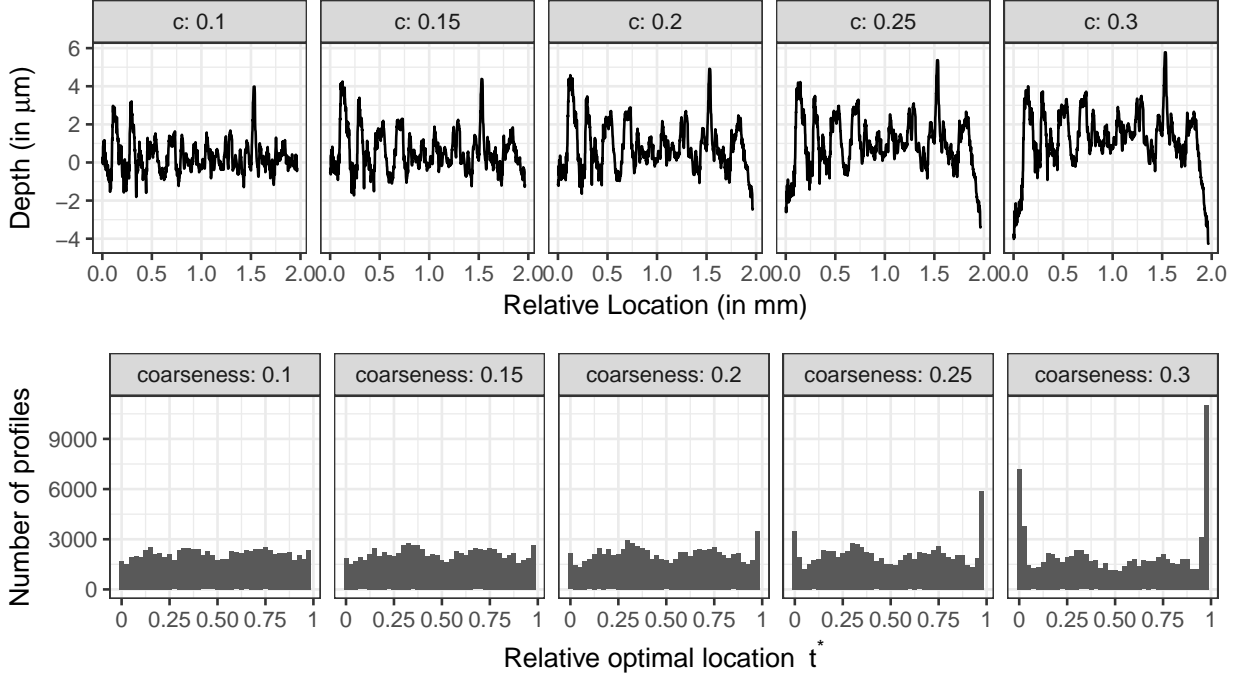 c: 0.1 c: 0.15 c: 0.2 c: 0.25 c: 0.3
6
4
2
0
−2
−4
Depth (in μm)
0.0 0.5 1.0 1.5 2.0 0.0 0.5 1.0 1.5 2.0 0.0 0.5 1.0 1.5 2.0 0.0 0.5 1.0 1.5 2.0 0.0 0.5 1.0 1.5 2.0
Relative Location (in mm)
coarseness: 0.1 coarseness: 0.15 coarseness: 0.2 coarseness: 0.25 coarseness: 0.3
9000
6000
3000
0
Number of profiles
0 0.25 0.50 0.75 1 0 0.25 0.50 0.75 1 0 0.25 0.50 0.75 1 0 0.25 0.50 0.75 1 0 0.25 0.50 0.75 1
Relative optimal location t*